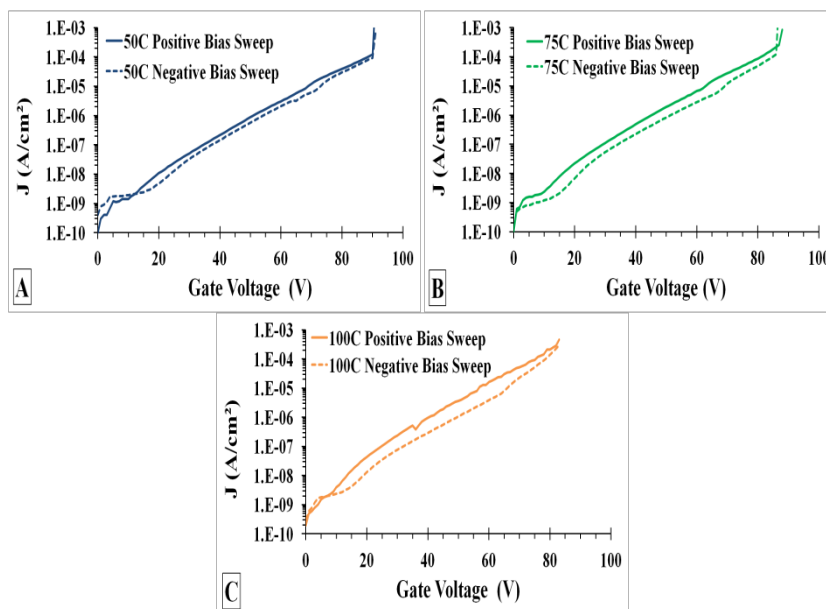 1.E-03
1.E-04
1.E-05
1.E-06
1.E-07
1.E-08
1.E-09
1.E-10
J (A/cm²)
50C Positive Bias Sweep
50C Negative Bias Sweep
0 20 40 60 80 100
Gate Voltage (V)
A
1.E-03
1.E-04
1.E-05
1.E-06
1.E-07
1.E-08
1.E-09
1.E-10
J (A/cm²)
75C Positive Bias Sweep
75C Negative Bias Sweep
0 20 40 60 80 100
Gate Voltage (V)
B
1.E-03
1.E-04
1.E-05
1.E-06
1.E-07
1.E-08
1.E-09
1.E-10
J (A/cm²)
100C Positive Bias Sweep
100C Negative Bias Sweep
0 20 40 60 80 100
Gate Voltage (V)
C